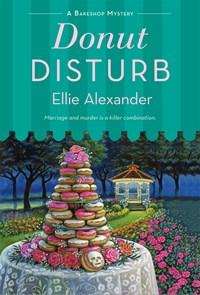 A BAKESHOP MYSTERY
Donut
DISTURB
Ellie Alexander
Marriage and murder is a killer combination.